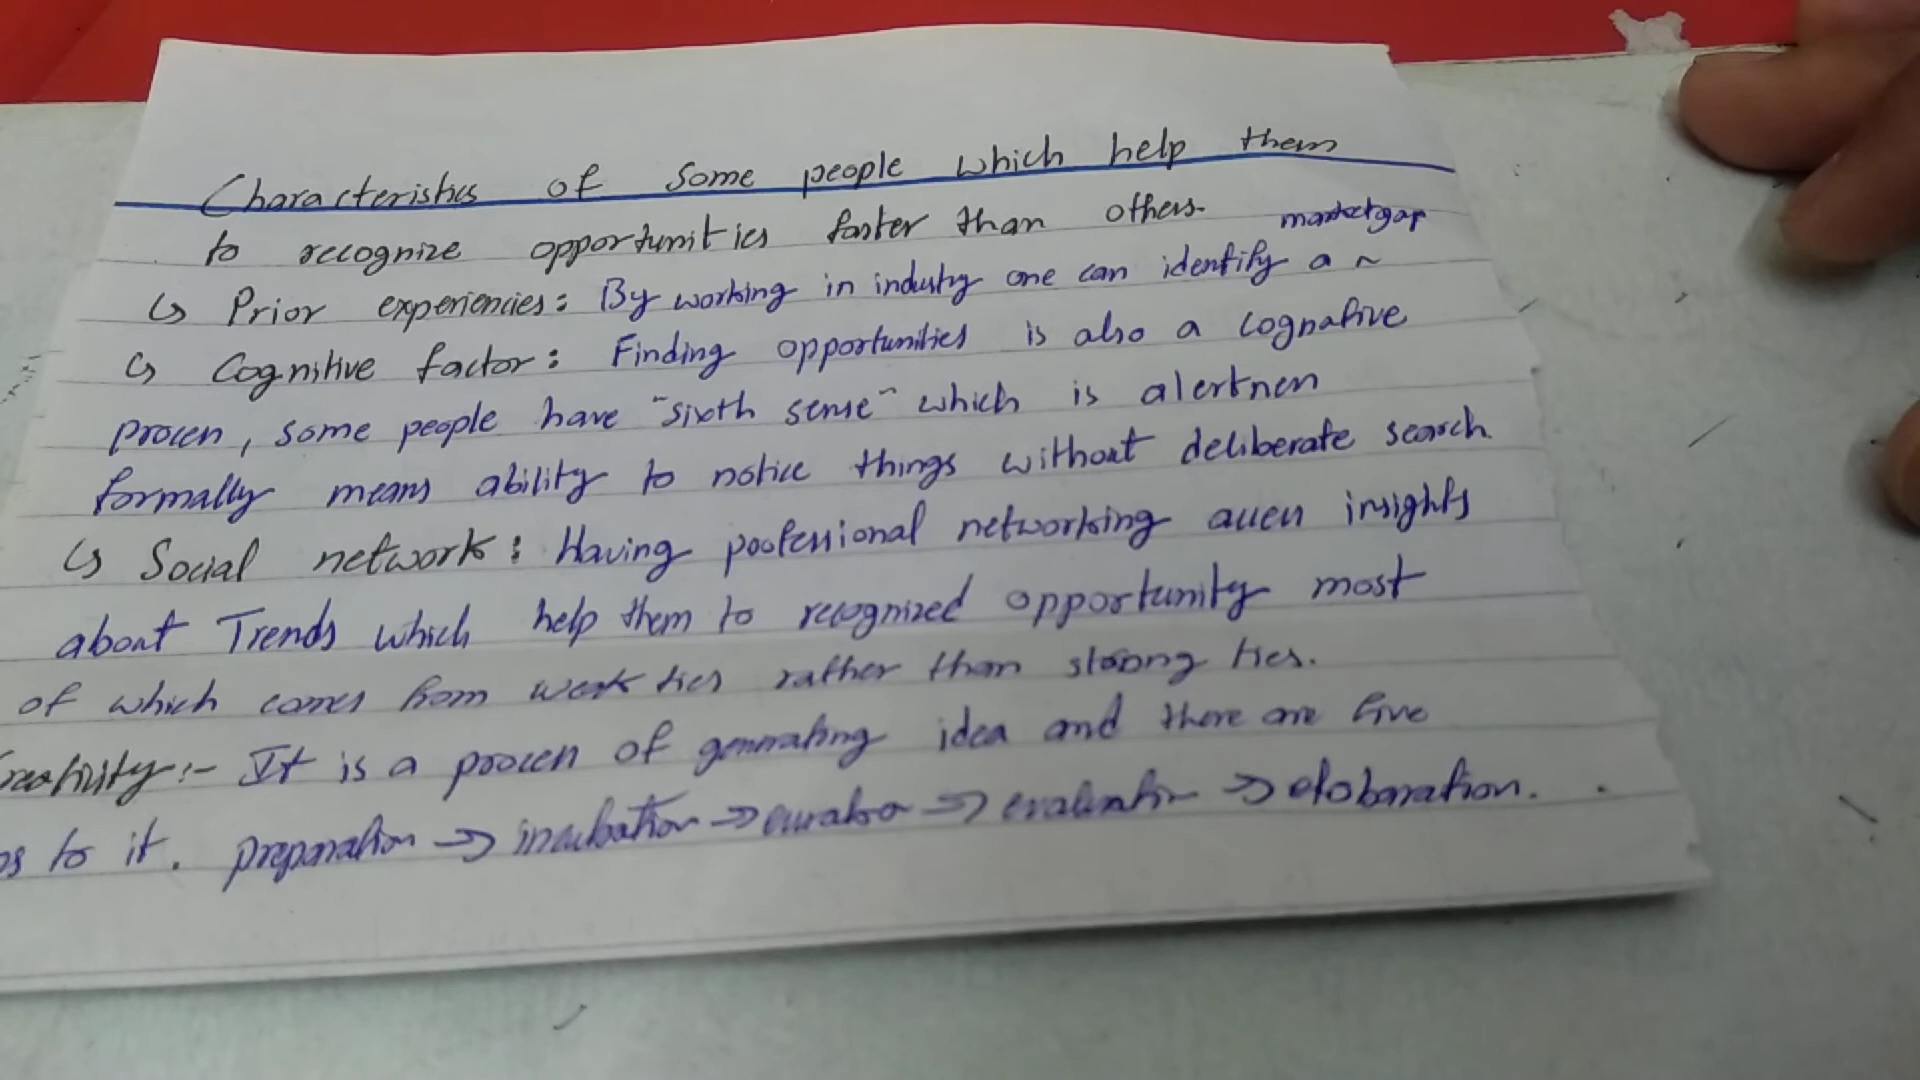 Characteristics of some people which help them
to recognize opportunities faster than others.
↳ Prior experiencies: By working in industry one can identify a ~ marketgap
↳ Cognitive factor: Finding opportunities is also a cognative
process, some people have "sixth sense" which is alertness
formally means ability to notice things without deliberate search.
↳ Social network: Having professional networking access insights
about Trends which help them to recognized opportunity most
of which comes from weak ties rather than strong ties.
reativity:- It is a process of generating idea and there are five
to it. preparation → incubation → → evaluation → elobaration.